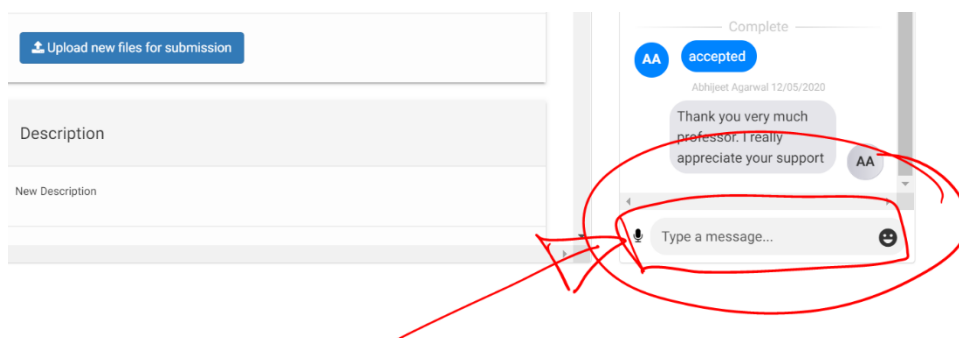 Upload new files for submission
Description
New Description
Complete
AA
accepted
Abhijeet Agarwal 12/05/2020
Thank you very much
professor. I really
appreciate your support
AA
Type a message...